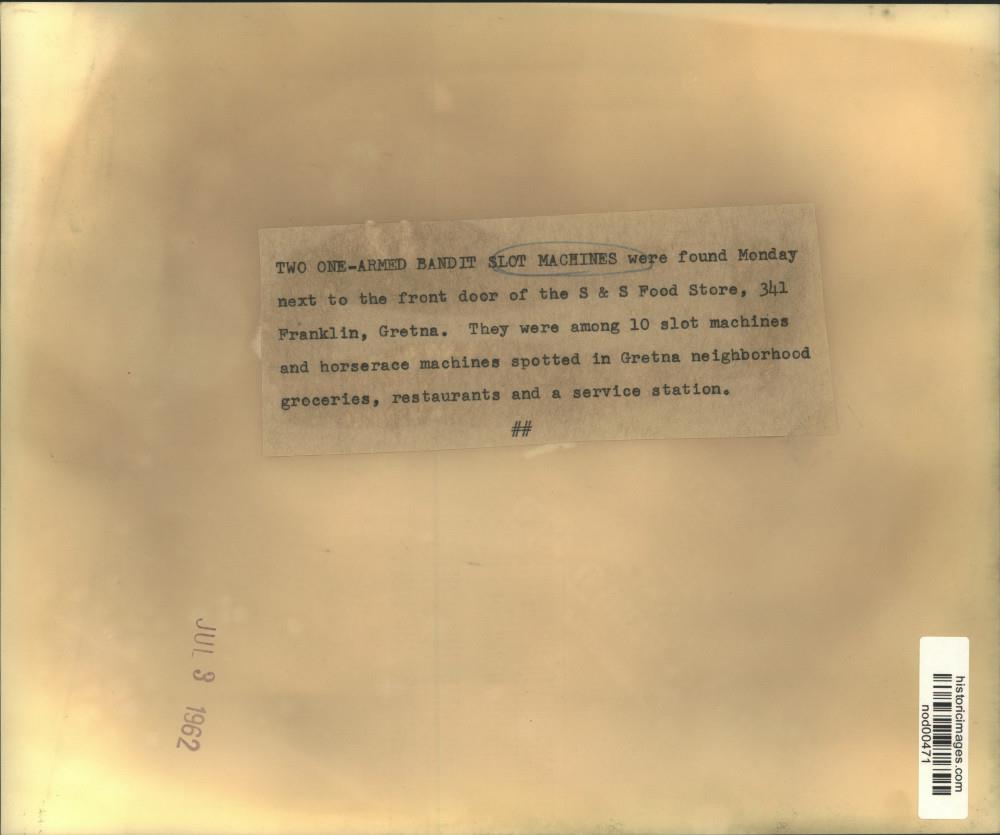 TWO ONE-ARMED BANDIT SLOT MACHINES were found Monday
next to the front door of the S & S Food Store, 341
Franklin, Gretna. They were among 10 slot machines
and horserace machines spotted in Gretna neighborhood
groceries, restaurants and a service station.
##
JUL 3 1962
historicimages.com
nod00471